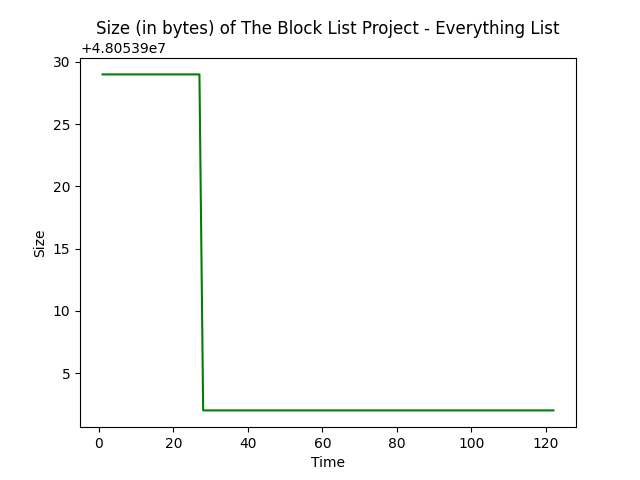 Size (in bytes) of The Block List Project - Everything List
+4.80539e7
30
25
20
15
10
5
Size
0 20 40 60 80 100 120
Time